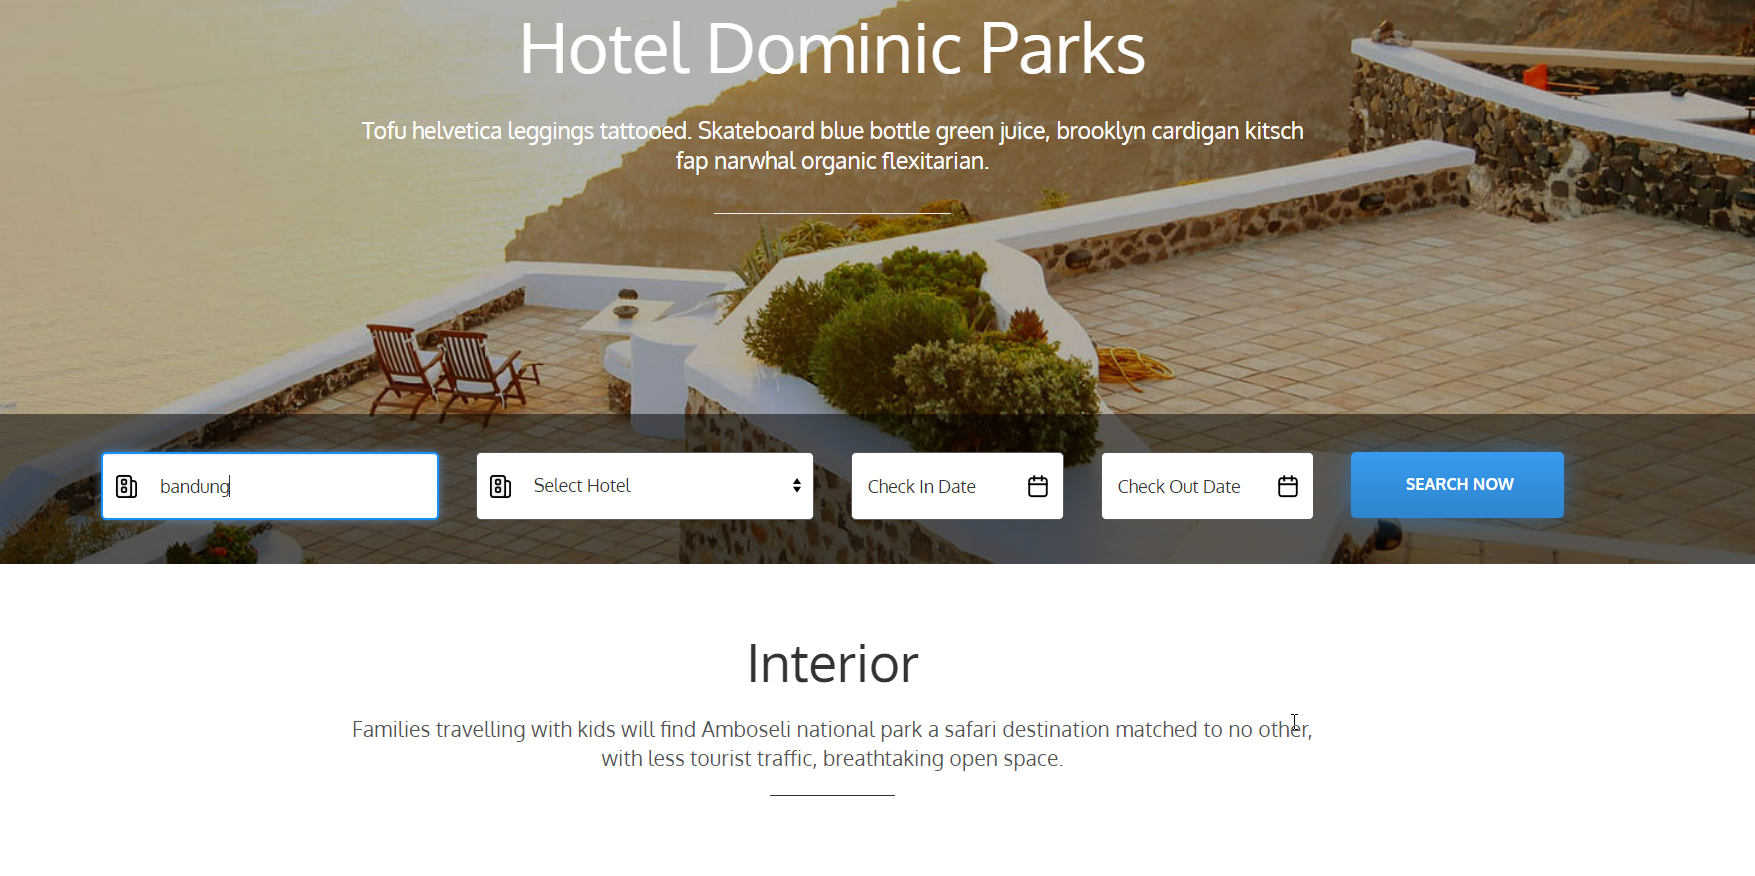 Hotel Dominic Parks
Tofu helvetica leggings tattooed. Skateboard blue bottle green juice, brooklyn cardigan kitsch
fap narwhal organic flexitarian.
bandung
Select Hotel
Check In Date
Check Out Date
SEARCH NOW
Interior
Families travelling with kids will find Amboseli national park a safari destination matched to no other,
with less tourist traffic, breathtaking open space.